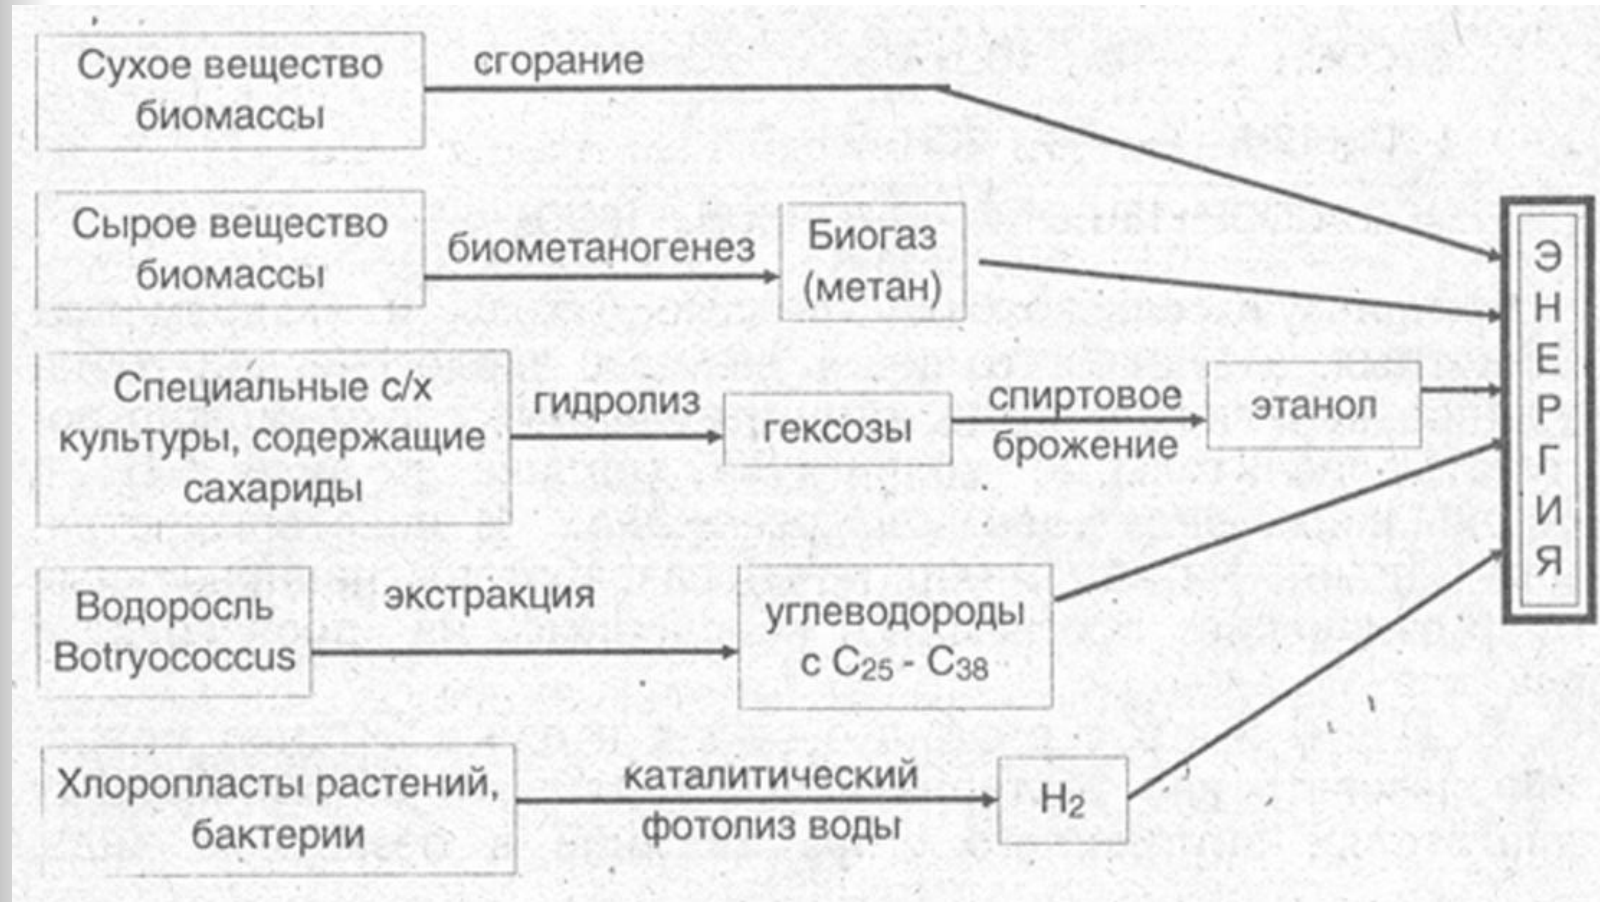 Сухое вещество
биомассы
сгорание
Сырое вещество
биомассы
биометаногенез
Биогаз
(метан)
Специальные с/х
культуры, содержащие
сахариды
гидролиз
гексозы
спиртовое
брожение
этанол
Водоросль
Botryococcus
экстракция
углеводороды
с C₂₅ - C₃₈
Хлоропласты растений,
бактерии
каталитический
фотолиз воды
H₂
Э
Н
Е
Р
Г
И
Я